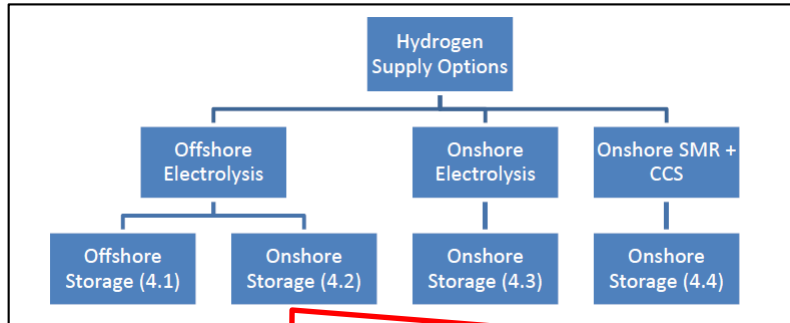 Hydrogen
Supply Options
Offshore
Electrolysis
Onshore
Electrolysis
Onshore SMR +
CCS
Offshore
Storage (4.1)
Onshore
Storage (4.2)
Onshore
Storage (4.3)
Onshore
Storage (4.4)